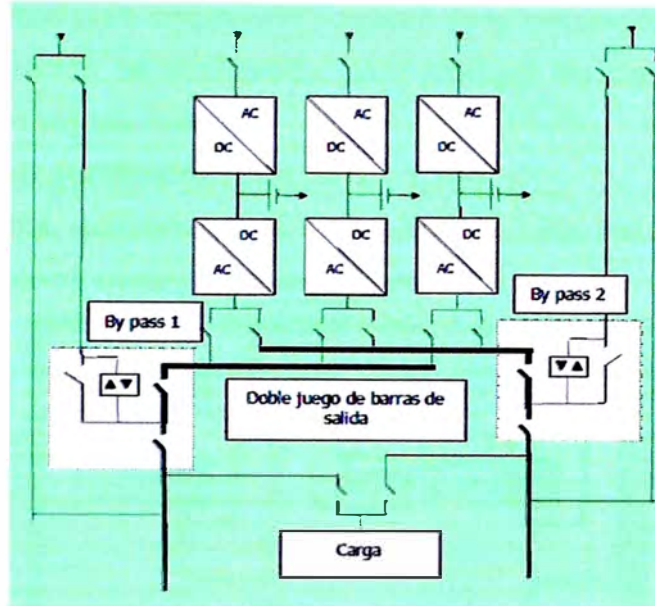 AC AC AC
DC DC DC
DC DC DC
AC AC AC
By pass 1
By pass 2
Doble juego de barras de
salida
Carga